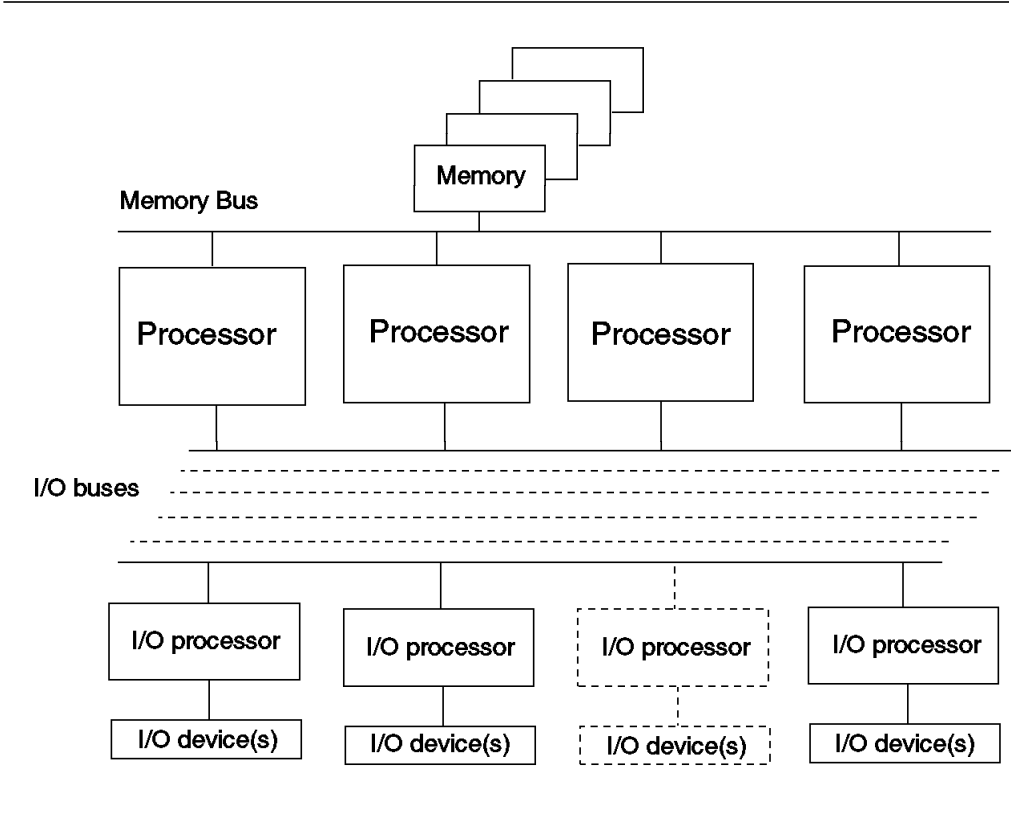 Memory
Memory Bus
Processor Processor Processor Processor
I/O buses
I/O processor I/O processor I/O processor I/O processor
I/O device(s) I/O device(s) I/O device(s) I/O device(s)